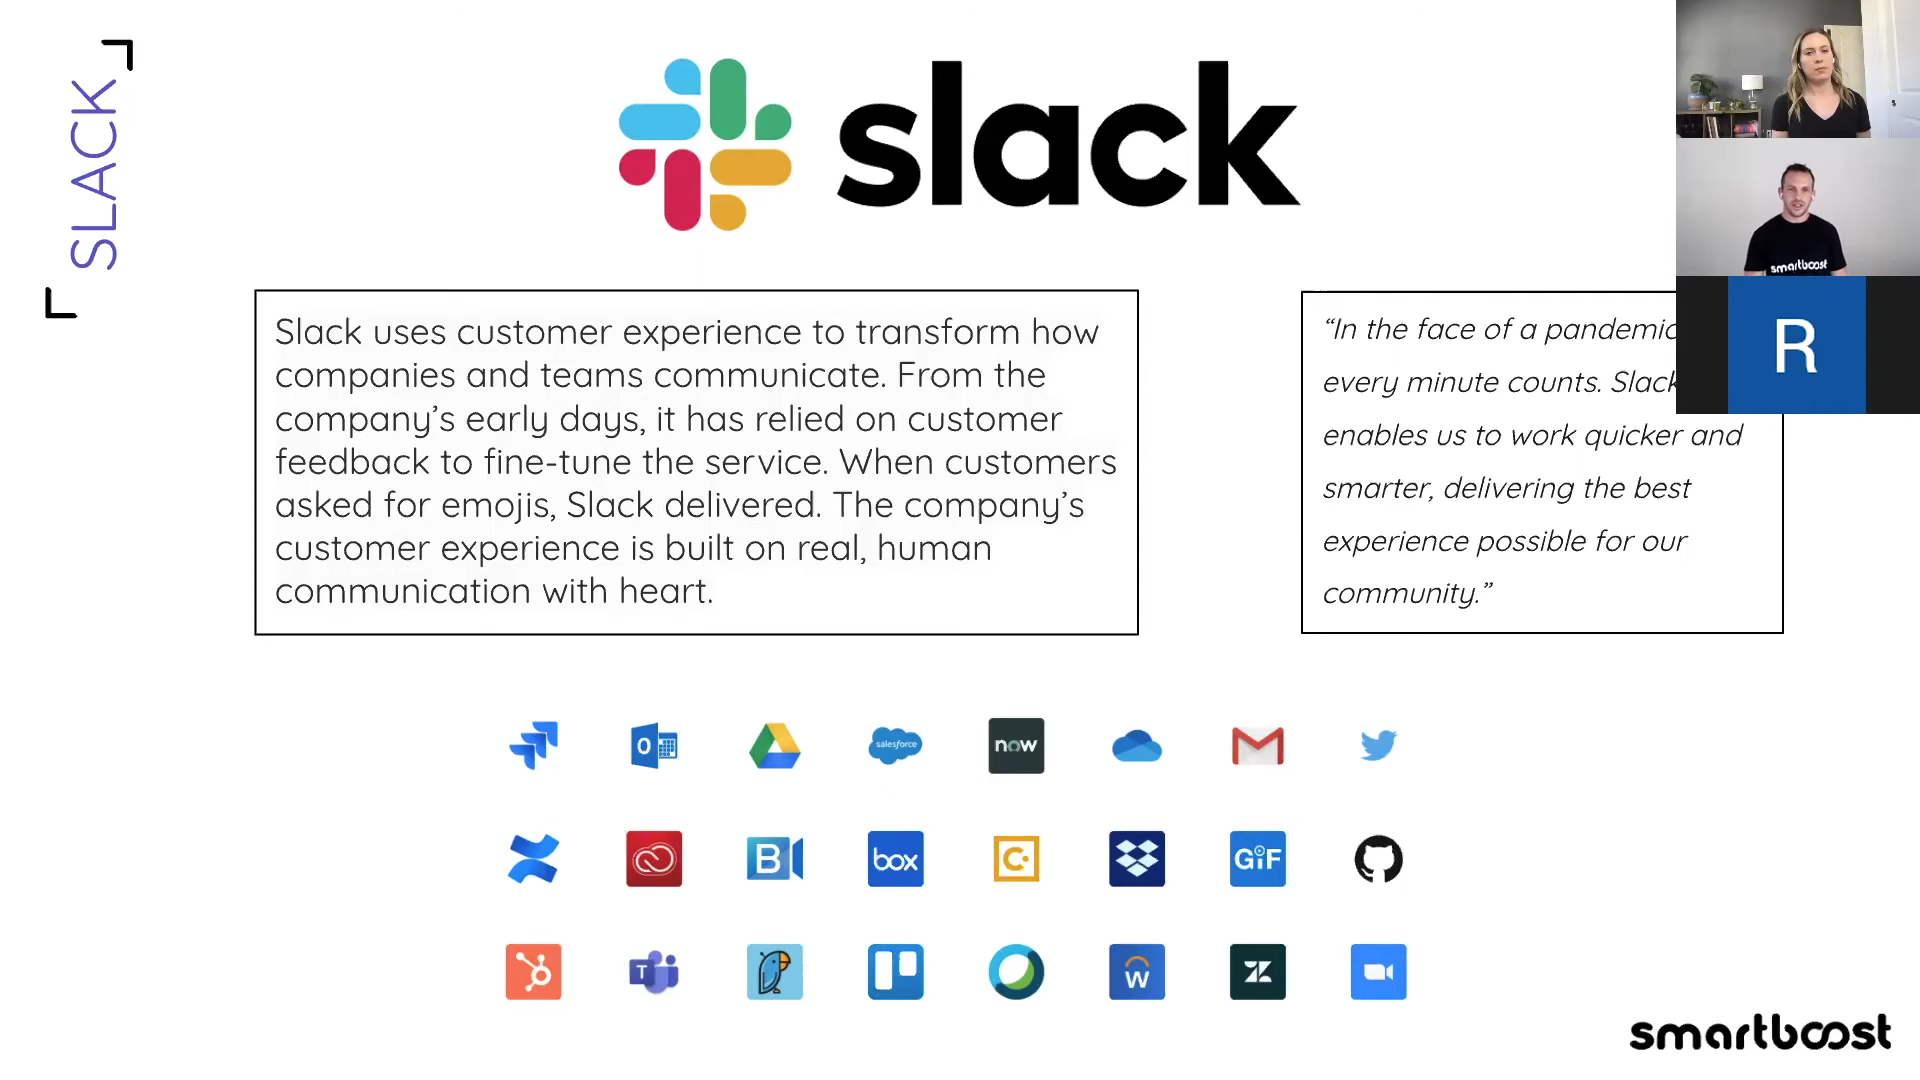 SLACK
slack
Slack uses customer experience to transform how
companies and teams communicate. From the
company’s early days, it has relied on customer
feedback to fine-tune the service. When customers
asked for emojis, Slack delivered. The company’s
customer experience is built on real, human
communication with heart.
“In the face of a pandemic
every minute counts. Slack
enables us to work quicker and
smarter, delivering the best
experience possible for our
community.”
smartboost
R
salesforce
now
B
box
C
GIF
T
W
smartboost